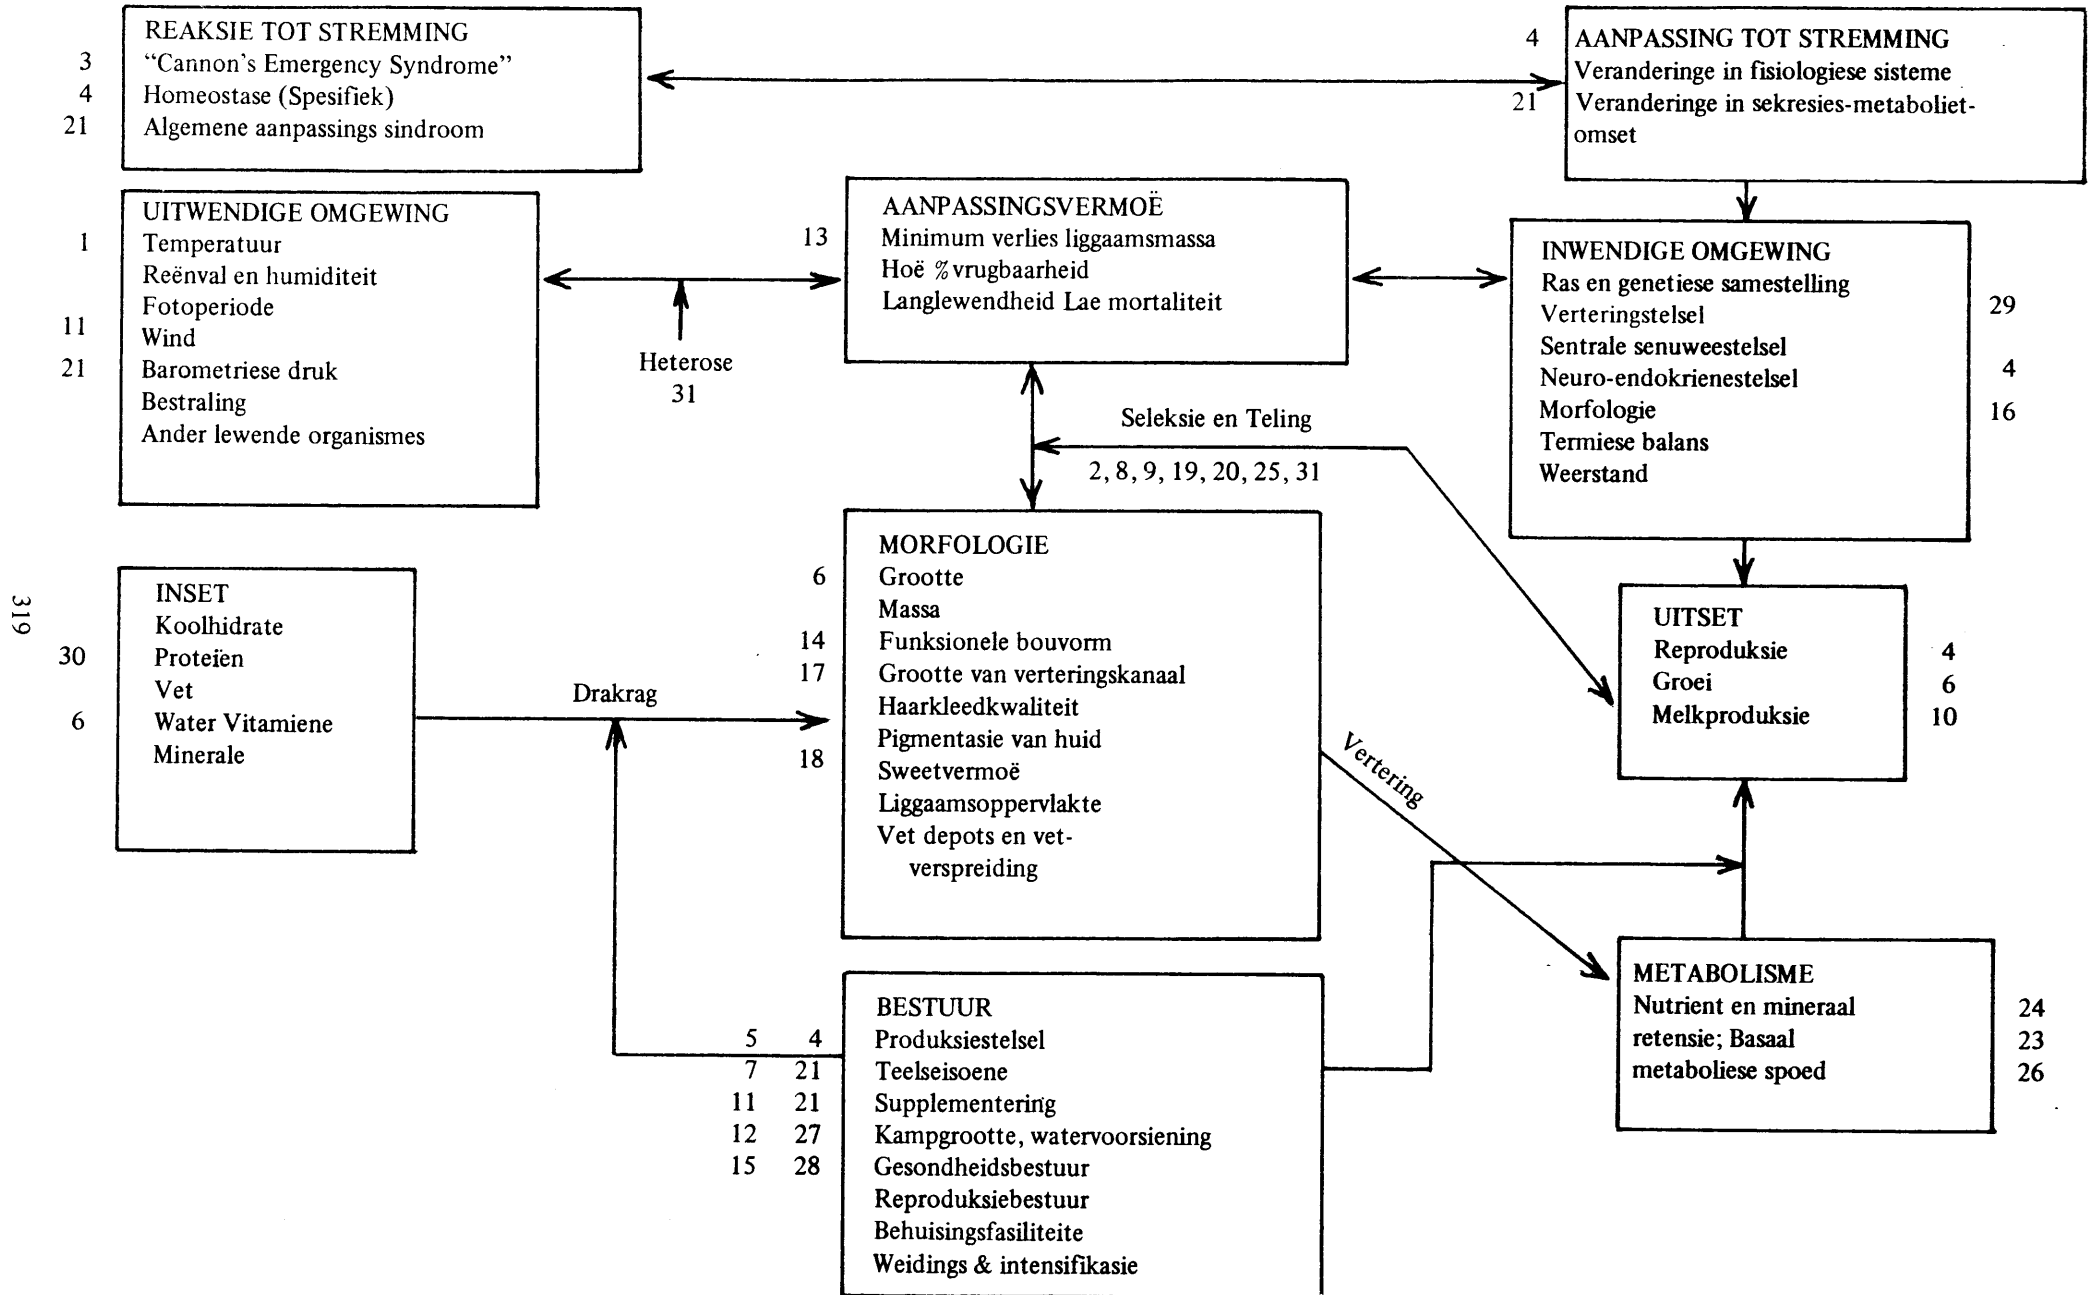 REAKSIE TOT STREMMING
3 “Cannon’s Emergency Syndrome”
4 Homeostase (Spesifiek)
21 Algemene aanpassings sindroom
4 AANPASSING TOT STREMMING
Veranderinge in fisiologiese sisteme
21 Veranderinge in sekresies-metaboliet-
omset
UITWENDIGE OMGEWING
1 Temperatuur
Reënval en humiditeit
Fotoperiode
11 Wind
21 Barometriese druk
Bestraling
Ander lewende organismes
Heterose
31
AANPASSINGSVERMOË
13 Minimum verlies liggaamsmassa
Hoë % vrugbaarheid
Langlewendheid Lae mortaliteit
INWENDIGE OMGEWING
Ras en genetiese samestelling
29
Verteringstelsel
Sentrale senuweestelsel
Neuro-endokrienestelsel 4
Morfologie 16
Termiese balans
Weerstand
Seleksie en Teling
2, 8, 9, 19, 20, 25, 31
319
INSET
Koolhidrate
30 Proteïen
Vet
6 Water Vitamiene
Minerale
Drakrag
MORFOLOGIE
6 Grootte
Massa
14 Funksionele bouvorm
17 Grootte van verteringskanaal
Haarkleedkwaliteit
Pigmentasie van huid
18
Sweetvermoë
Liggaamsoppervlakte
Vet depots en vet-
verspreiding
Vertering
UITSET
Reproduksie 4
Groei 6
Melkproduksie 10
BESTUUR
5 4 Produksiestelsel
7 21 Teelseisoene
11 21 Supplementering
12 27 Kampgrootte, watervoorsiening
15 28 Gesondheidsbestuur
Reproduksiebestuur
Behuisingsfasiliteite
Weidings & intensifikasie
METABOLISME
Nutrient en mineraal 24
retensie; Basaal 23
metaboliese spoed 26